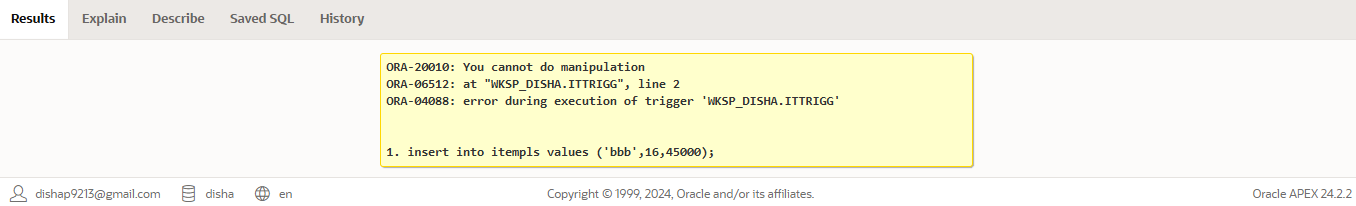 Results Explain Describe Saved SQL History
ORA-20010: You cannot do manipulation
ORA-06512: at "WKSP_DISHA.ITTRIGG", line 2
ORA-04088: error during execution of trigger 'WKSP_DISHA.ITTRIGG'
1. insert into itempls values ('bbb',16,45000);
dishap9213@gmail.com disha en Copyright © 1999, 2024, Oracle and/or its affiliates. Oracle APEX 24.2.2